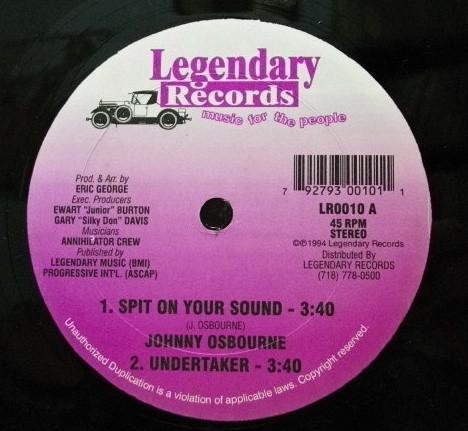 Legendary
Records
music for the people
Prod. & Arr. by
ERIC GEORGE
Exec. Producers
EWART "Junior" BURTON
GARY "Silky Don" DAVIS
Musicians
ANNIHILATOR CREW
Published by
LEGENDARY MUSIC (BMI)
PROGRESSIVE INT'L. (ASCAP)
7 92793 00101 1
LR0010 A
45 RPM
STEREO
©℗1994 Legendary Records
Distributed By
LEGENDARY RECORDS
(718) 778-0500
1. SPIT ON YOUR SOUND - 3:40
(J. OSBOURNE)
JOHNNY OSBOURNE
2. UNDERTAKER - 3:40
Unauthorized Duplication is a violation of applicable laws. Copyright reserved.